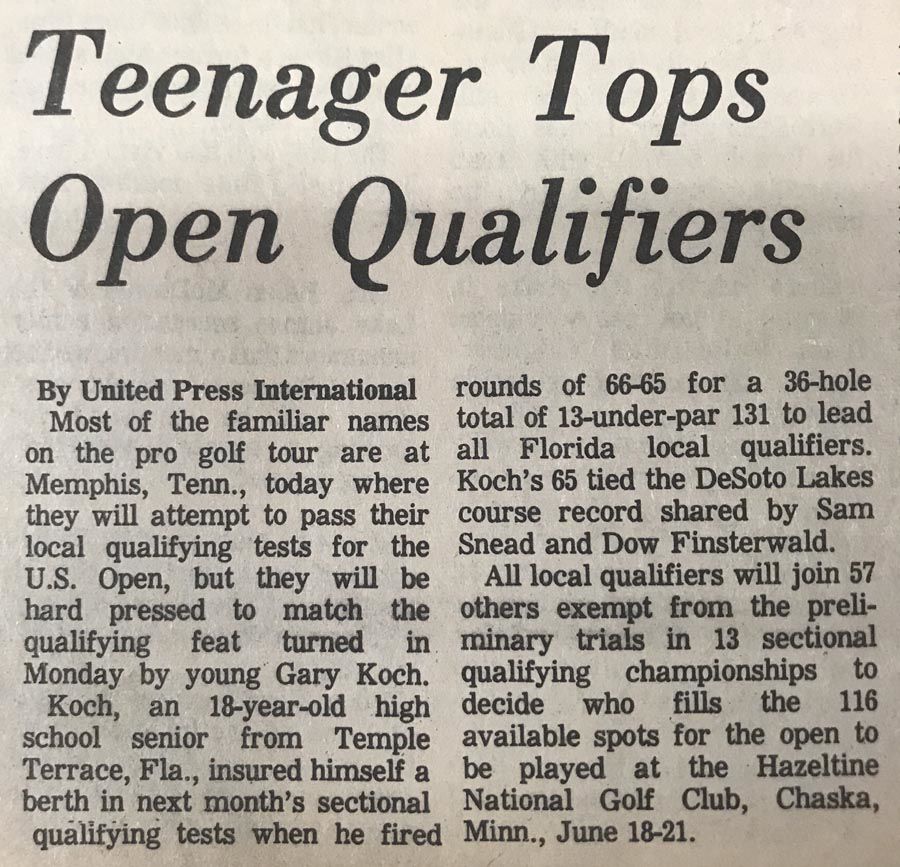 Teenager Tops
Open Qualifiers
By United Press International
Most of the familiar names
on the pro golf tour are at
Memphis, Tenn., today where
they will attempt to pass their
local qualifying tests for the
U.S. Open, but they will be
hard pressed to match the
qualifying feat turned in
Monday by young Gary Koch.
Koch, an 18-year-old high
school senior from Temple
Terrace, Fla., insured himself a
berth in next month's sectional
qualifying tests when he fired
rounds of 66-65 for a 36-hole
total of 13-under-par 131 to lead
all Florida local qualifiers.
Koch's 65 tied the DeSoto Lakes
course record shared by Sam
Snead and Dow Finsterwald.
All local qualifiers will join 57
others exempt from the preli-
minary trials in 13 sectional
qualifying championships to
decide who fills the 116
available spots for the open to
be played at the Hazeltine
National Golf Club, Chaska,
Minn., June 18-21.